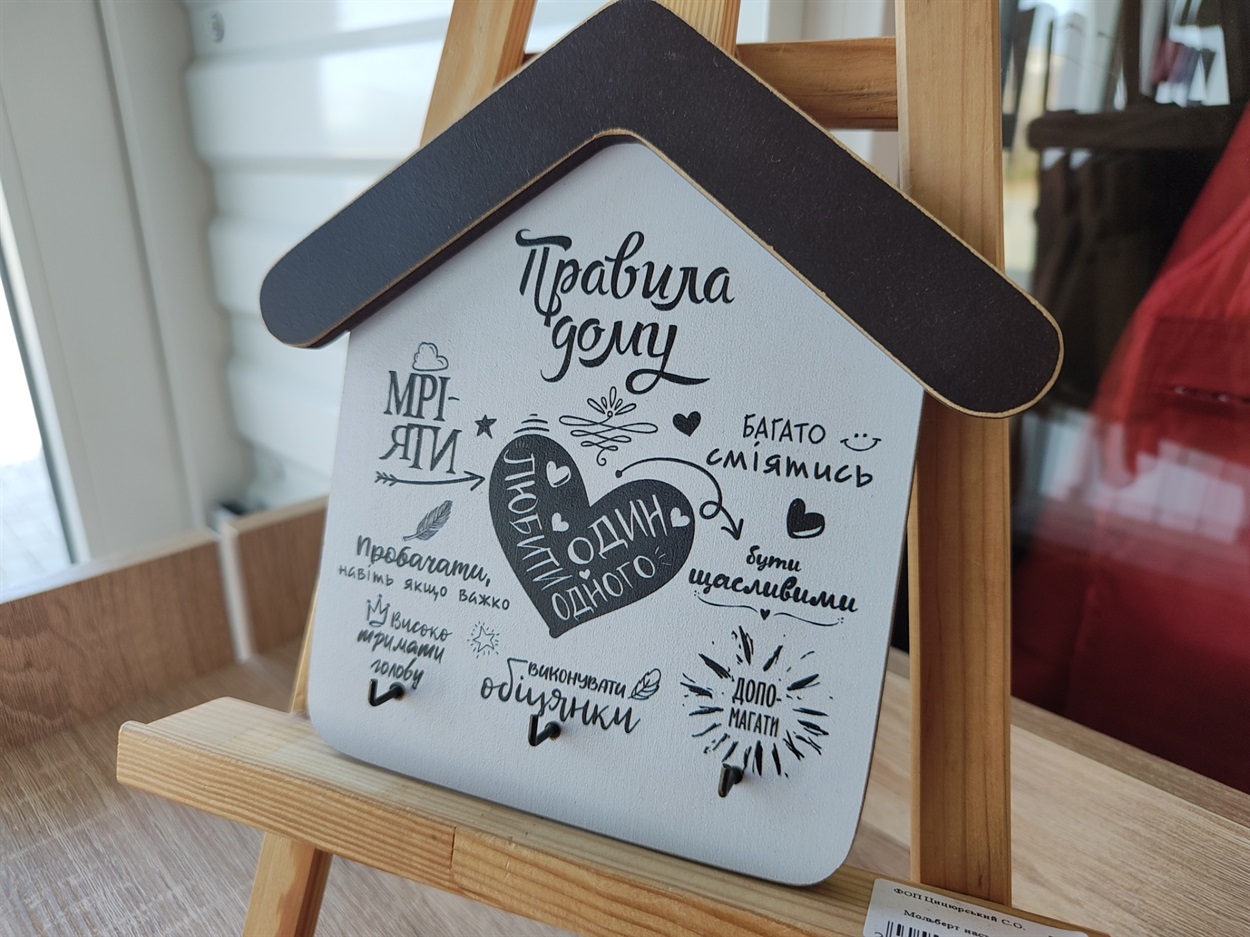 Правила
дому
МРІ-
ЯТИ
БАГАТО
СМІЯТИСЬ
ЛЮБИТИ
ОДИН
ОДНОГО
Пробачати,
навіть якщо важко
бути
щасливими
Високо
тримати
голову
ВИКОНУВАТИ
обіцянки
ДОПО-
МАГАТИ
ФОП Цицюрський С.О.
Мольберт